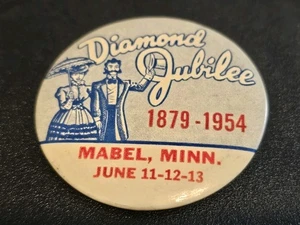 Diamond
Jubilee
1879-1954
MABEL, MINN.
JUNE 11-12-13